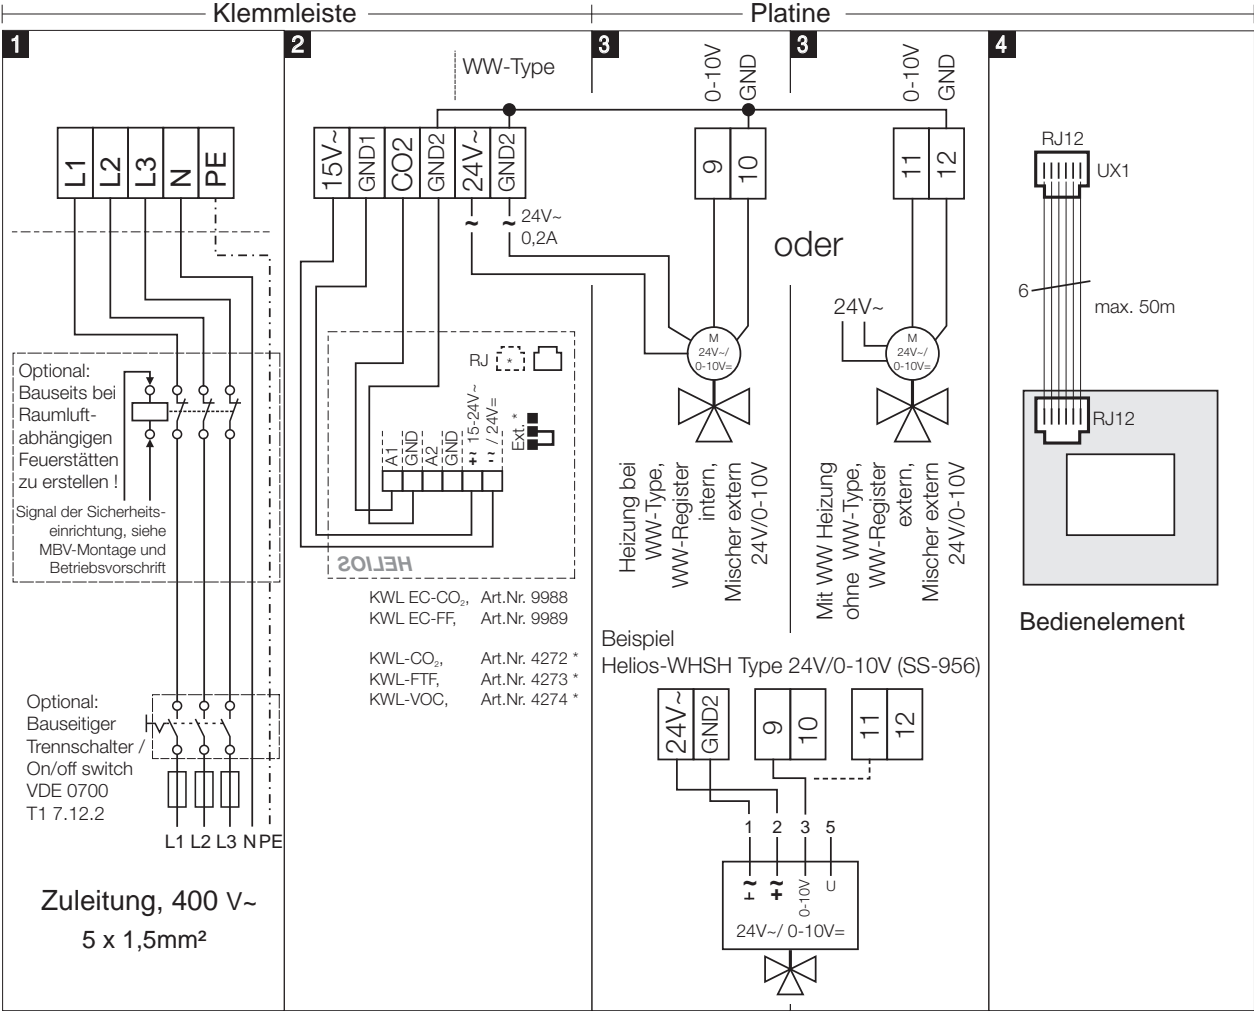 Klemmleiste
Platine
1
L1
L2
L3
N
PE
Optional:
Bauseits bei
Raumluft-
abhängigen
Feuerstätten
zu erstellen !
Signal der Sicherheits-
einrichtung, siehe
MBV-Montage und
Betriebsvorschrift
Optional:
Bauseitiger
Trennschalter /
On/off switch
VDE 0700
T1 7.12.2
L1 L2 L3 N PE
Zuleitung, 400 V~
5 x 1,5mm²
2
WW-Type
15V~
GND1
CO2
GND2
24V~
GND2
~ ~ 24V~
0,2A
RJ * 
A1
GND
A2
GND
+~ 15-24V~
-~ / 24V=
Ext. *
HELIOS
KWL EC-CO₂, Art.Nr. 9988
KWL EC-FF, Art.Nr. 9989
KWL-CO₂, Art.Nr. 4272 *
KWL-FTF, Art.Nr. 4273 *
KWL-VOC, Art.Nr. 4274 *
3
0-10V
GND
9
10
M
24V~/
0-10V=
Heizung bei
WW-Type,
WW-Register
intern,
Mischer extern
24V/0-10V
oder
3
0-10V
GND
11
12
24V~
M
24V~/
0-10V=
Mit WW Heizung
ohne WW-Type,
WW-Register
extern,
Mischer extern
24V/0-10V
Beispiel
Helios-WHSH Type 24V/0-10V (SS-956)
24V~
GND2
9
10
11
12
1 2 3 5
⊥~
+~
0-10V
U
24V~/ 0-10V=
4
RJ12
UX1
6
max. 50m
RJ12
Bedienelement